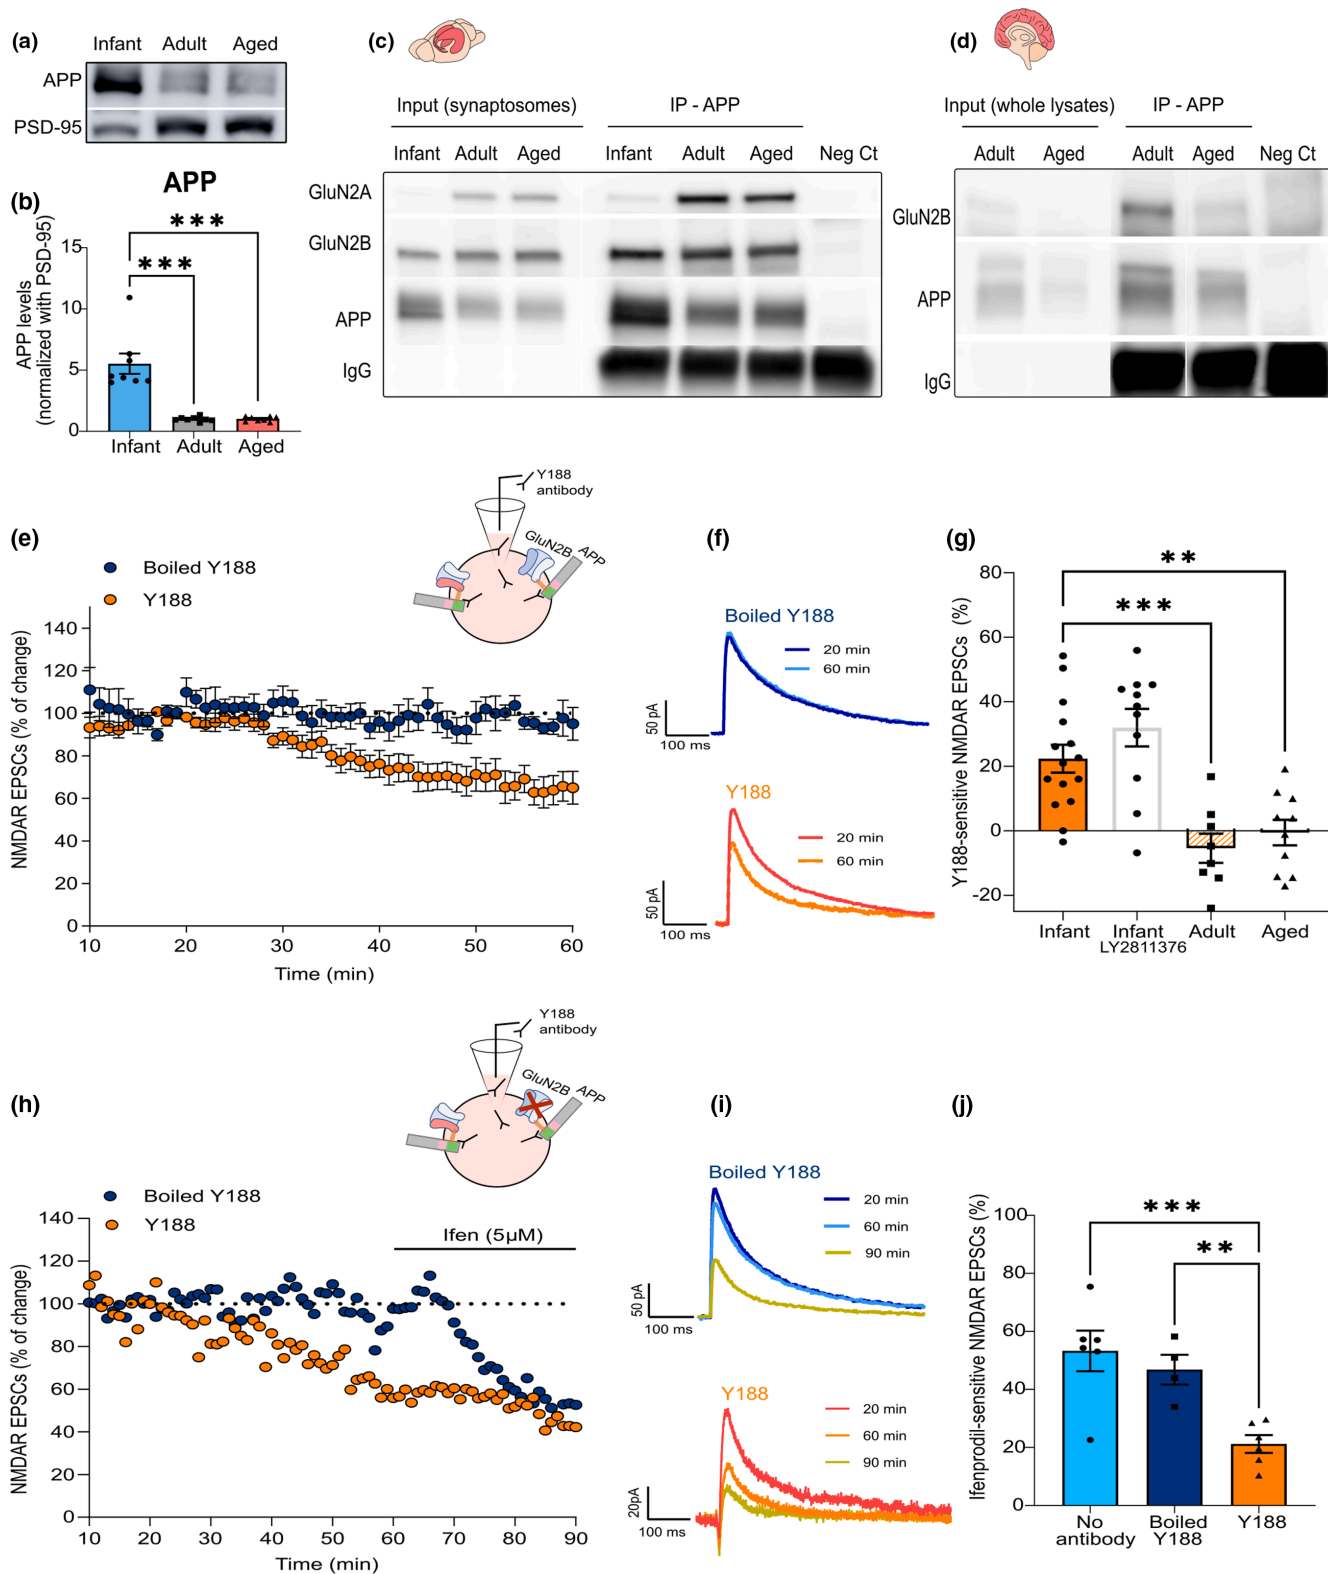 (a)
Infant Adult Aged
APP
PSD-95
(b)
APP
APP levels
(normalized with PSD-95)
15
10
5
0
***
***
Infant Adult Aged
(c)
Input (synaptosomes) IP - APP
Infant Adult Aged Infant Adult Aged Neg Ct
GluN2A
GluN2B
APP
IgG
(d)
Input (whole lysates) IP - APP
Adult Aged Adult Aged Neg Ct
GluN2B
APP
IgG
(e)
Y188
antibody
GluN2B
APP
Boiled Y188
Y188
NMDAR EPSCs (% of change)
140
120
100
80
60
40
20
0
10 20 30 40 50 60
Time (min)
(f)
Boiled Y188
20 min
60 min
50 pA
100 ms
Y188
20 min
60 min
50 pA
100 ms
(g)
Y188-sensitive NMDAR EPSCs (%)
80
60
40
20
0
-20
**
***
Infant Infant Adult Aged
LY2811376
(h)
Y188
antibody
GluN2B
APP
Boiled Y188
Y188
Ifen (5µM)
NMDAR EPSCs (% of change)
140
120
100
80
60
40
20
0
10 20 30 40 50 60 70 80 90
Time (min)
(i)
Boiled Y188
20 min
60 min
90 min
50 pA
100 ms
Y188
20 min
60 min
90 min
20pA
100 ms
(j)
Ifenprodil-sensitive NMDAR EPSCs (%)
100
80
60
40
20
0
***
**
No Boiled Y188
antibody Y188